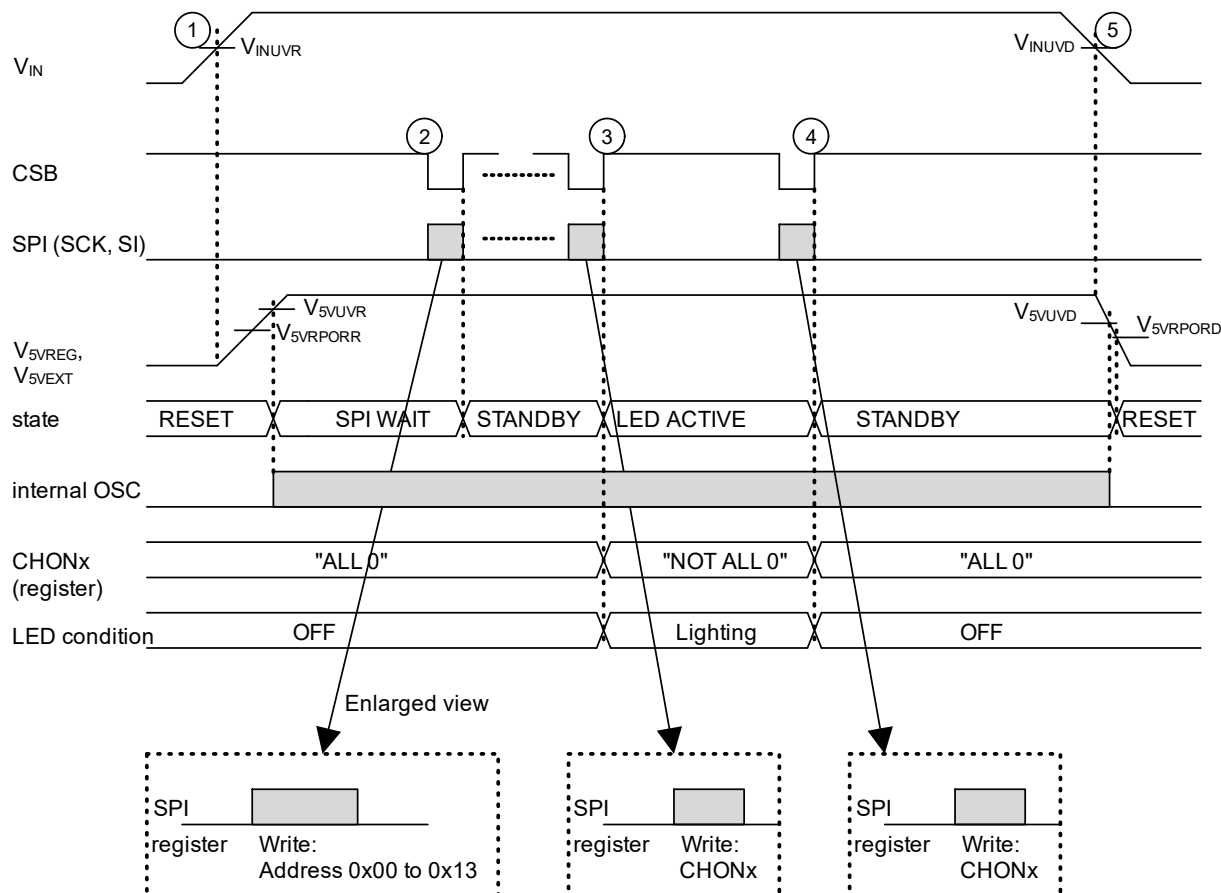 1
VINUVR
VINUVD
5
VIN
2
3
4
CSB
SPI (SCK, SI)
V5VUVR
V5VRPORR
V5VUVD
V5VRPORD
V5VREG,
V5VEXT
state
RESET
SPI WAIT
STANDBY
LED ACTIVE
STANDBY
RESET
internal OSC
CHONx
(register)
"ALL 0"
"NOT ALL 0"
"ALL 0"
LED condition
OFF
Lighting
OFF
Enlarged view
SPI
register
Write:
Address 0x00 to 0x13
SPI
register
Write:
CHONx
SPI
register
Write:
CHONx